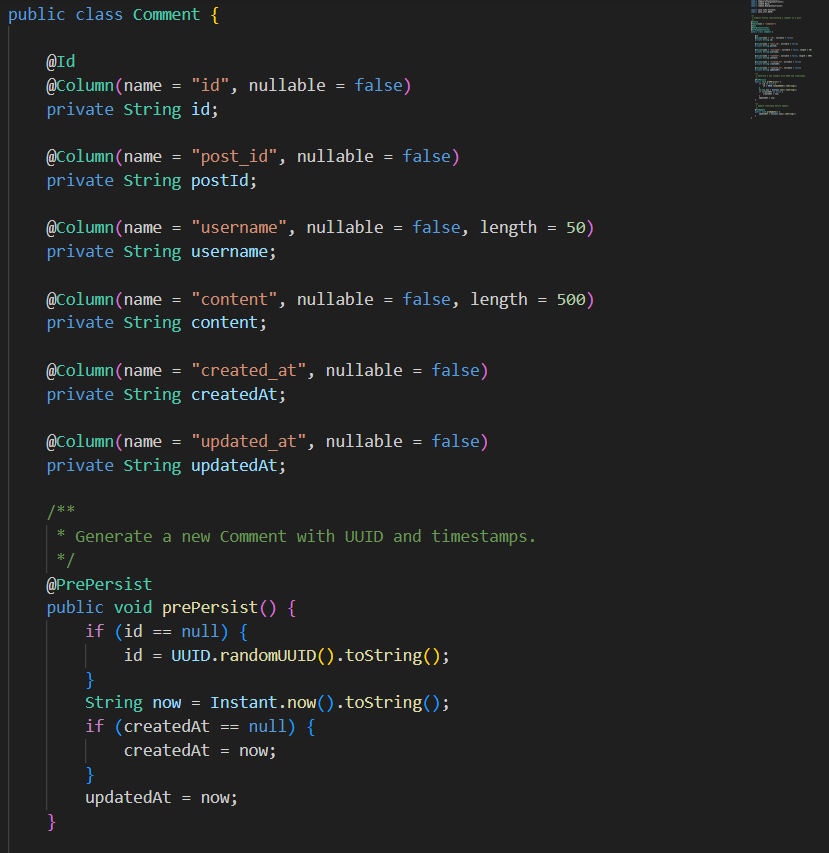 public class Comment {
@Id
@Column(name = "id", nullable = false)
private String id;
@Column(name = "post_id", nullable = false)
private String postId;
@Column(name = "username", nullable = false, length = 50)
private String username;
@Column(name = "content", nullable = false, length = 500)
private String content;
@Column(name = "created_at", nullable = false)
private String createdAt;
@Column(name = "updated_at", nullable = false)
private String updatedAt;
/**
* Generate a new Comment with UUID and timestamps.
*/
@PrePersist
public void prePersist() {
if (id == null) {
id = UUID.randomUUID().toString();
}
String now = Instant.now().toString();
if (createdAt == null) {
createdAt = now;
}
updatedAt = now;
}